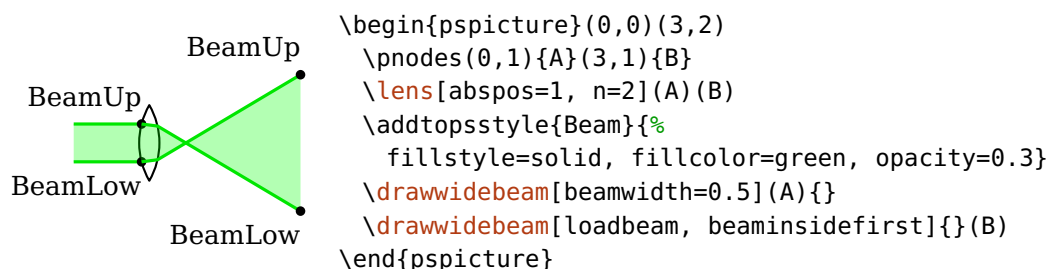 BeamUp
BeamUp
BeamLow
BeamLow
\begin{pspicture}(0,0)(3,2)
\pnodes(0,1){A}(3,1){B}
\lens[abspos=1, n=2](A)(B)
\addtopsstyle{Beam}{%
fillstyle=solid, fillcolor=green, opacity=0.3}
\drawwidebeam[beamwidth=0.5](A){}
\drawwidebeam[loadbeam, beaminsidefirst]{}(B)
\end{pspicture}